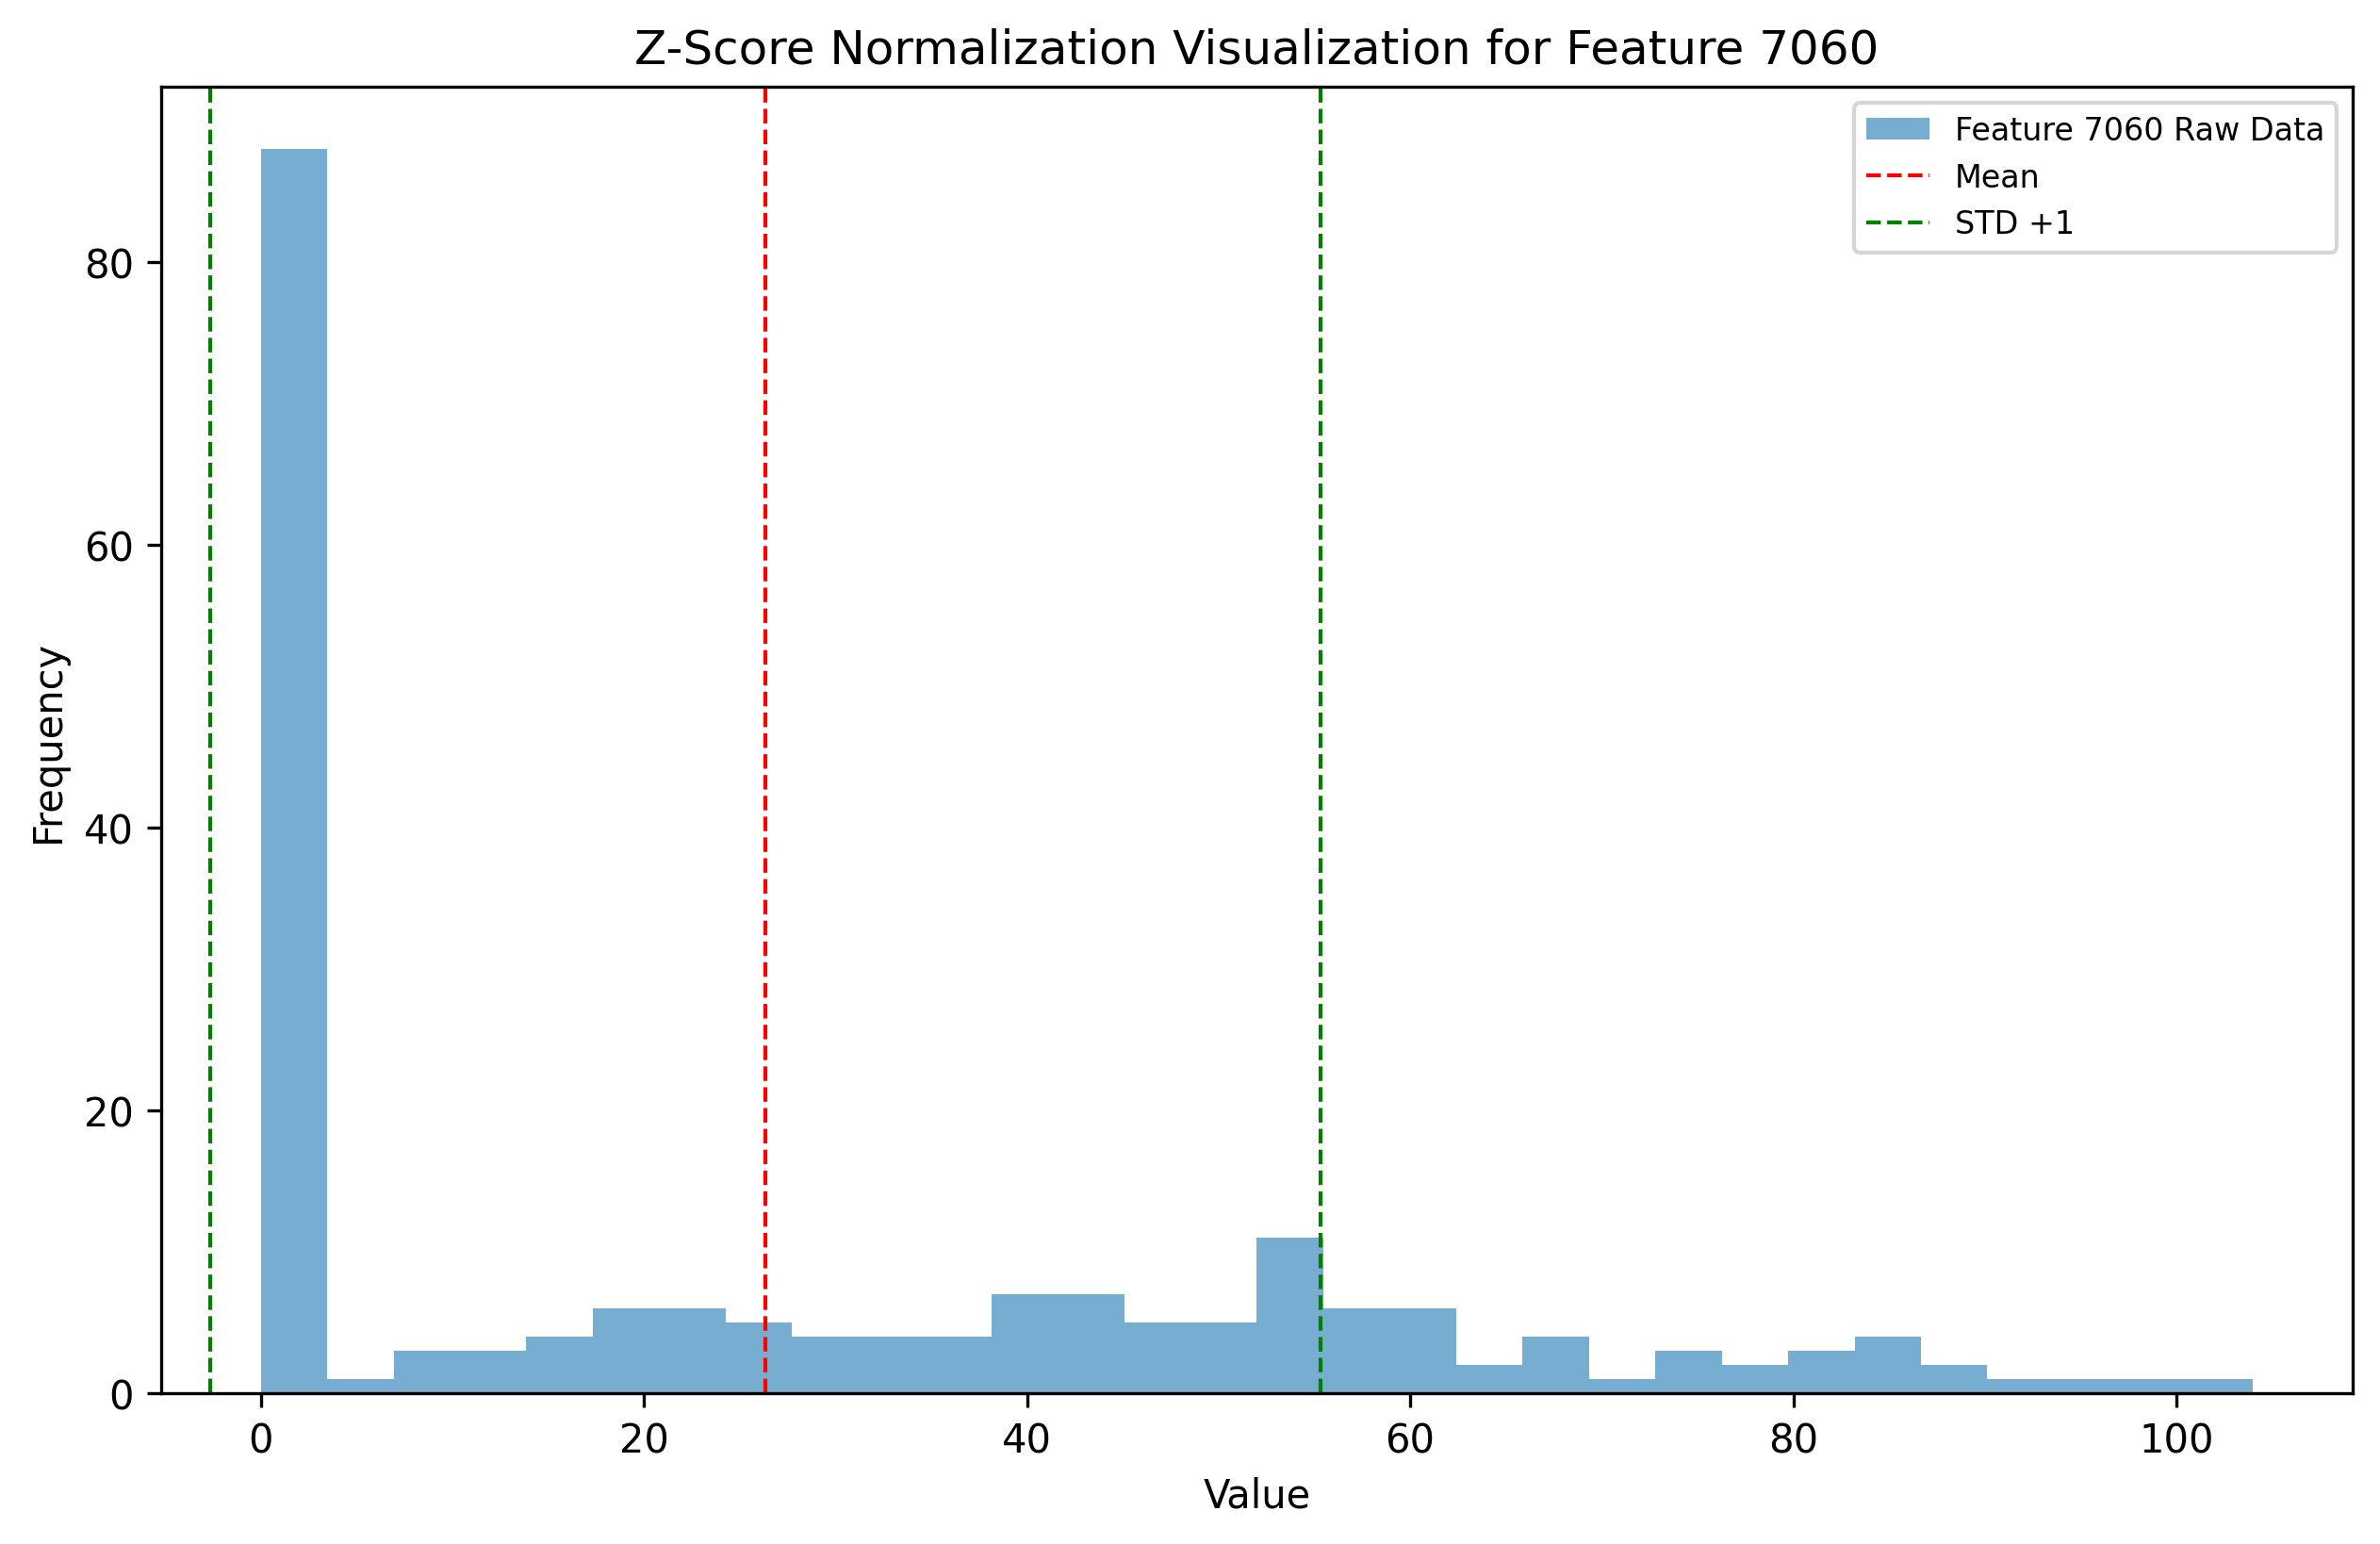 Z-Score Normalization Visualization for Feature 7060
Feature 7060 Raw Data
Mean
STD +1
Frequency
80
60
40
20
0
0 20 40 60 80 100
Value